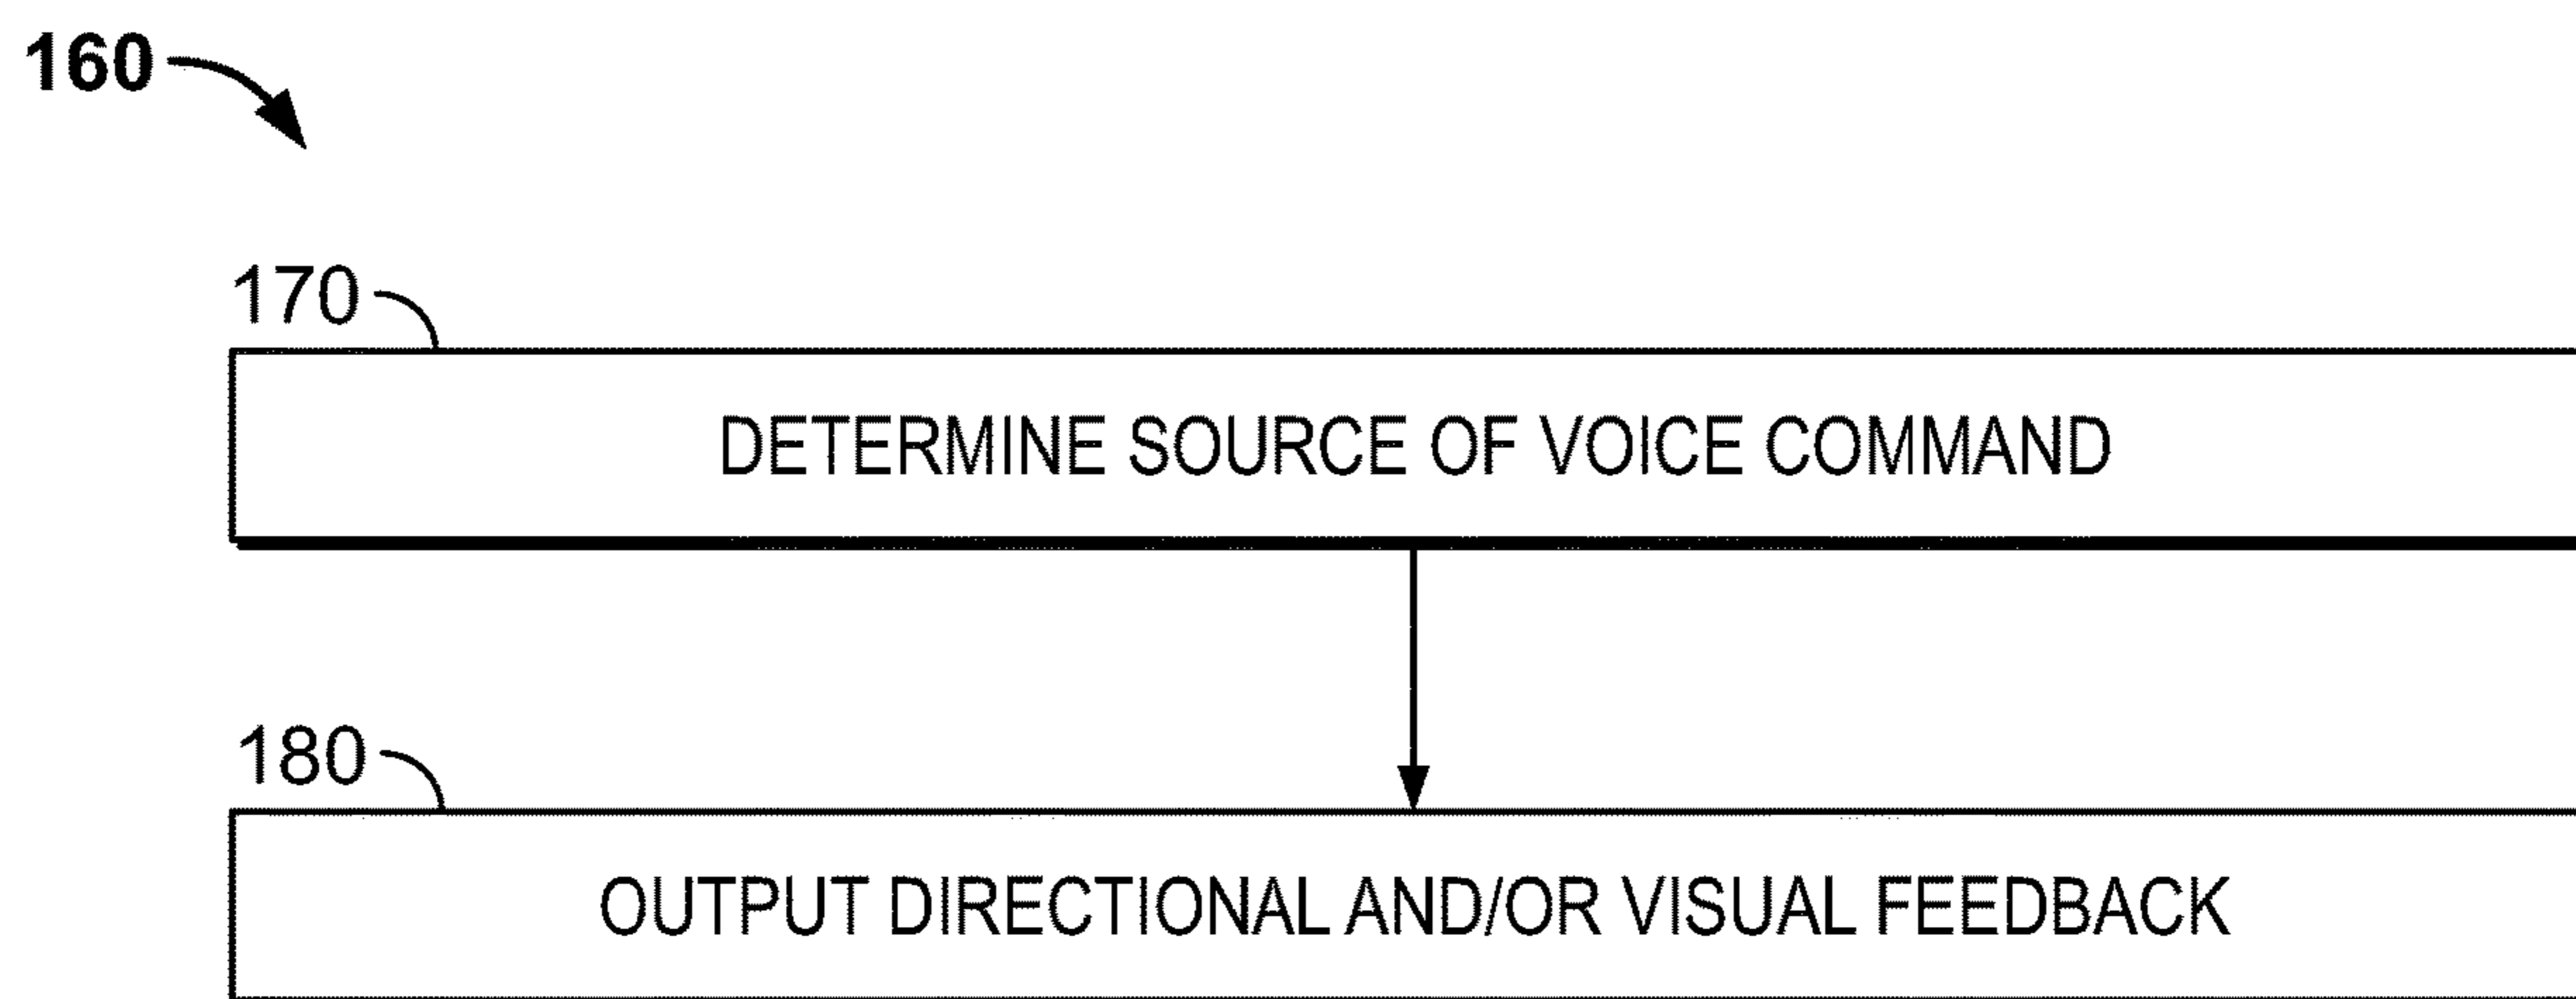 160
170
DETERMINE SOURCE OF VOICE COMMAND
180
OUTPUT DIRECTIONAL AND/OR VISUAL FEEDBACK